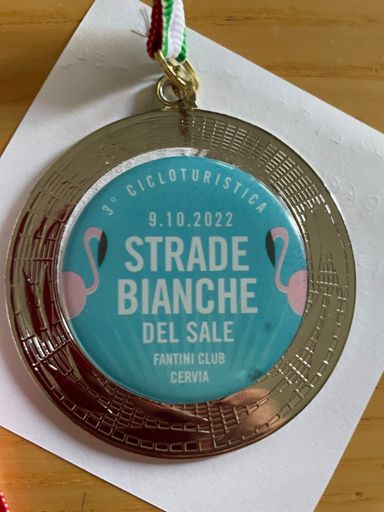 3° CICLOTURISTICA
9.10.2022
STRADE
BIANCHE
DEL SALE
FANTINI CLUB
CERVIA